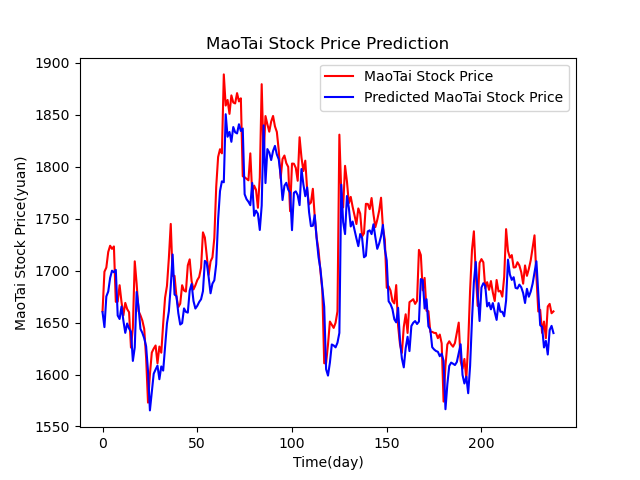 MaoTai Stock Price Prediction
MaoTai Stock Price
Predicted MaoTai Stock Price
MaoTai Stock Price(yuan)
1900
1850
1800
1750
1700
1650
1600
1550
0 50 100 150 200
Time(day)